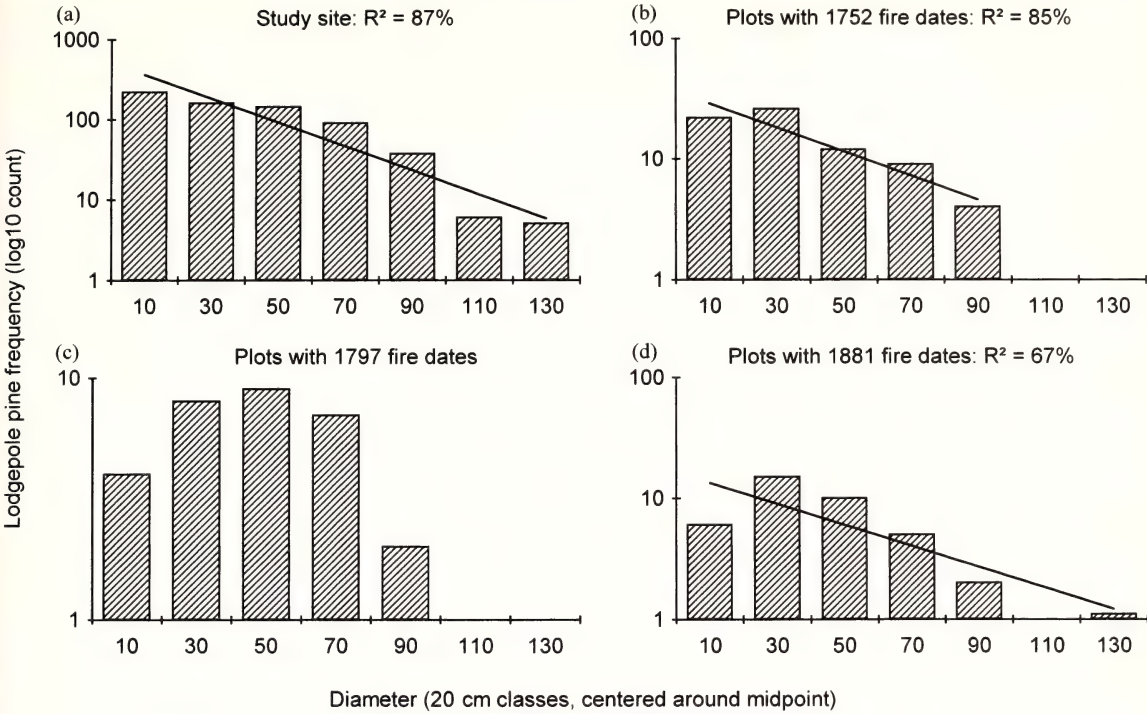 (a)
Study site: R² = 87%
1000
100
10
1
10 30 50 70 90 110 130
(b)
Plots with 1752 fire dates: R² = 85%
100
10
1
10 30 50 70 90 110 130
(c)
Plots with 1797 fire dates
10
1
10 30 50 70 90 110 130
(d)
Plots with 1881 fire dates: R² = 67%
100
10
1
10 30 50 70 90 110 130
Lodgepole pine frequency (log10 count)
Diameter (20 cm classes, centered around midpoint)